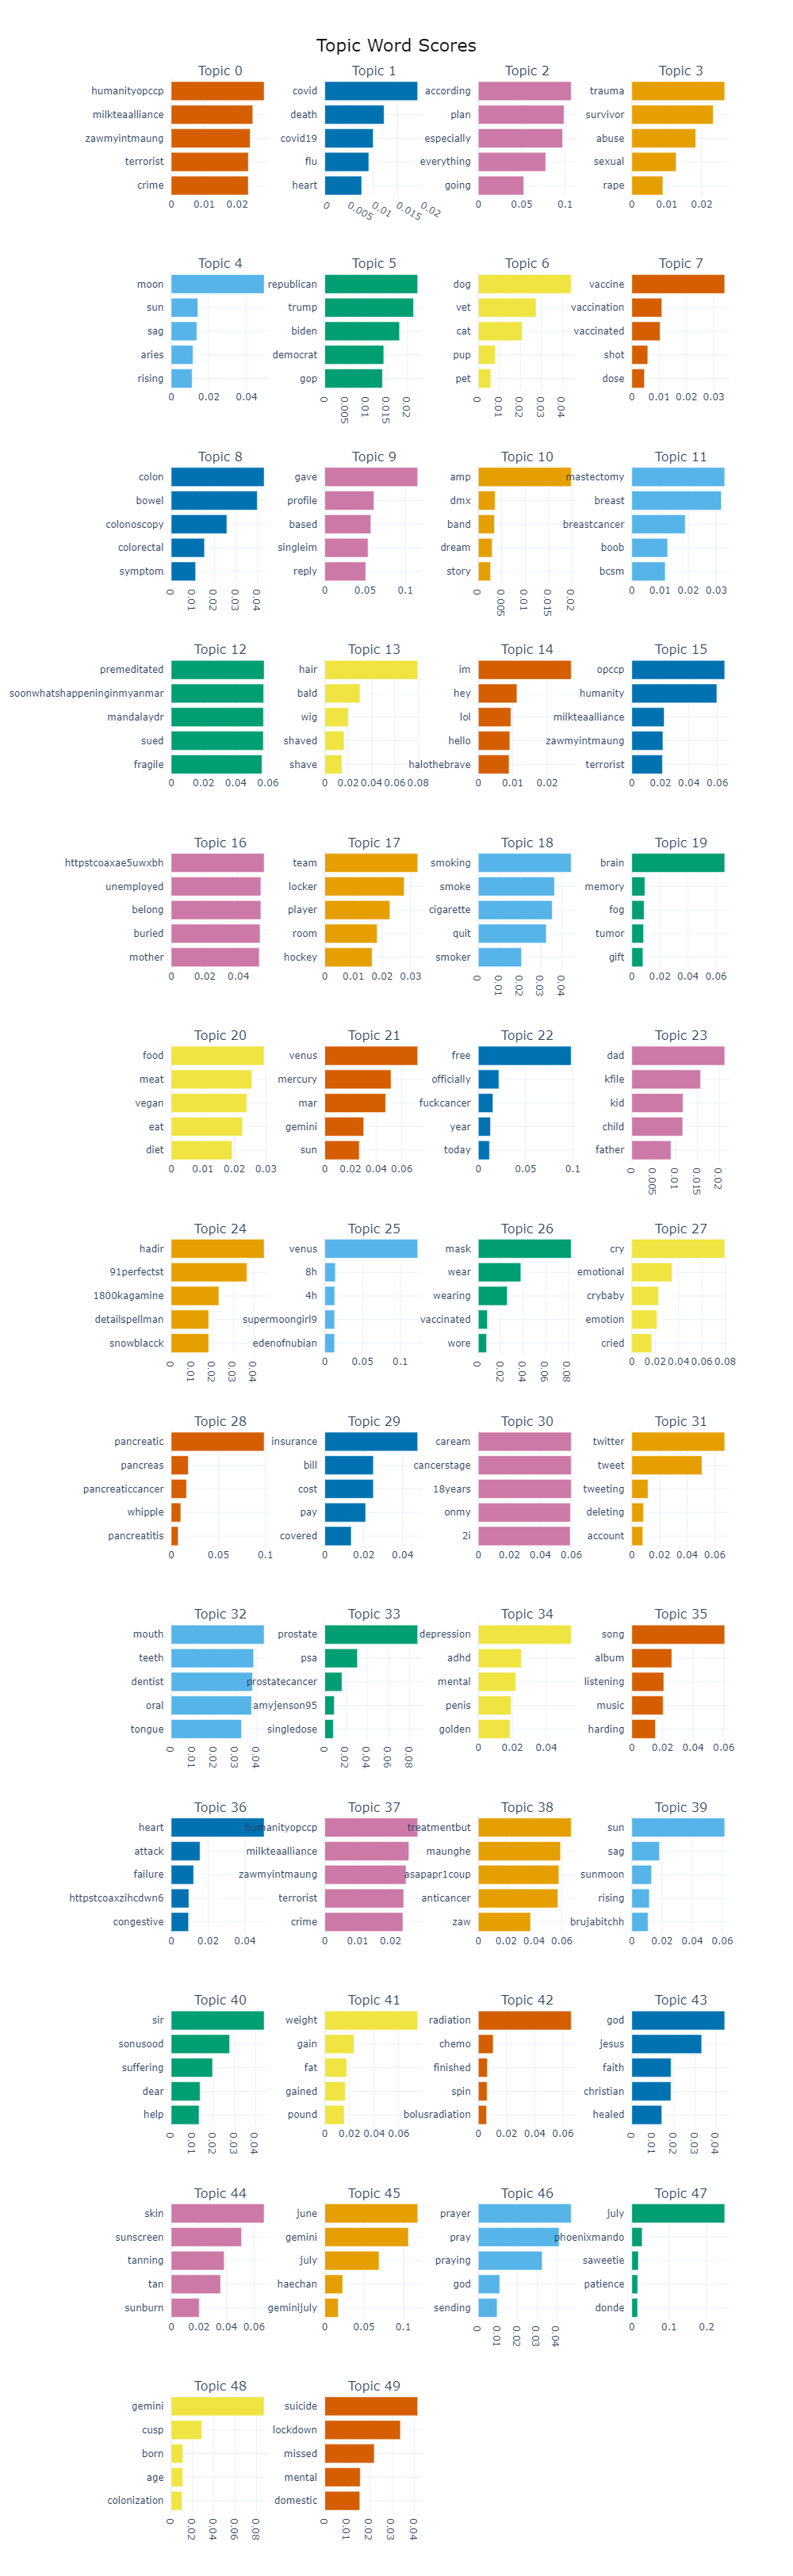 Topic Word Scores
Topic 0 Topic 1 Topic 2 Topic 3
humanityopccp covid according trauma
milkteaalliance death plan survivor
zawmyintmaung covid19 especially abuse
terrorist flu everything sexual
crime heart going rape
0 0.01 0.02 0 0.005 0.01 0.015 0.02 0 0.05 0.1 0 0.01 0.02
Topic 4 Topic 5 Topic 6 Topic 7
moon republican dog vaccine
sun trump vet vaccination
sag biden cat vaccinated
aries democrat pup shot
rising gop pet dose
0 0.02 0.04 0 0.005 0.01 0.015 0.02 0 0.01 0.02 0.03 0.04 0 0.01 0.02 0.03
Topic 8 Topic 9 Topic 10 Topic 11
colon gave amp mastectomy
bowel profile dmx breast
colonoscopy based band breastcancer
colorectal singleim dream boob
symptom reply story bcsm
0 0.01 0.02 0.03 0.04 0 0.05 0.1 0 0.005 0.01 0.015 0.02 0 0.01 0.02 0.03
Topic 12 Topic 13 Topic 14 Topic 15
premeditated hair im opccp
soonwhatshappeninginmyanmar bald hey humanity
mandalaydr wig lol milkteaalliance
sued shaved hello zawmyintmaung
fragile shave halothebrave terrorist
0 0.02 0.04 0.06 0 0.02 0.04 0.06 0.08 0 0.01 0.02 0 0.02 0.04 0.06
Topic 16 Topic 17 Topic 18 Topic 19
httpstcoaxae5uwxbh team smoking brain
unemployed locker smoke memory
belong player cigarette fog
buried room quit tumor
mother hockey smoker gift
0 0.02 0.04 0 0.01 0.02 0.03 0 0.01 0.02 0.03 0.04 0 0.02 0.04 0.06
Topic 20 Topic 21 Topic 22 Topic 23
food venus free dad
meat mercury officially kfile
vegan mar fuckcancer kid
eat gemini year child
diet sun today father
0 0.01 0.02 0.03 0 0.02 0.04 0.06 0 0.05 0.1 0 0.005 0.01 0.015 0.02
Topic 24 Topic 25 Topic 26 Topic 27
hadir venus mask cry
91perfectst 8h wear emotional
1800kagamine 4h wearing crybaby
detailspellman supermoongirl9 vaccinated emotion
snowblacck edenofnubian wore cried
0 0.01 0.02 0.03 0.04 0 0.05 0.1 0 0.02 0.04 0.06 0.08 0 0.02 0.04 0.06 0.08
Topic 28 Topic 29 Topic 30 Topic 31
pancreatic insurance caream twitter
pancreas bill cancerstage tweet
pancreaticcancer cost 18years tweeting
whipple pay onmy deleting
pancreatitis covered 2i account
0 0.05 0.1 0 0.02 0.04 0 0.02 0.04 0.06 0 0.02 0.04 0.06
Topic 32 Topic 33 Topic 34 Topic 35
mouth prostate depression song
teeth psa adhd album
dentist prostatecancer mental listening
oral amyjenson95 penis music
tongue singledose golden harding
0 0.01 0.02 0.03 0.04 0 0.02 0.04 0.06 0.08 0 0.02 0.04 0 0.02 0.04 0.06
Topic 36 Topic 37 Topic 38 Topic 39
heart humanityopccp treatmentbut sun
attack milkteaalliance maunghe sag
failure zawmyintmaung asapapr1coup sunmoon
httpstcoaxzihcdwn6 terrorist anticancer rising
congestive crime zaw brujabitchh
0 0.02 0.04 0 0.01 0.02 0 0.02 0.04 0.06 0 0.02 0.04 0.06
Topic 40 Topic 41 Topic 42 Topic 43
sir weight radiation god
sonusood gain chemo jesus
suffering fat finished faith
dear gained spin christian
help pound bolusradiation healed
0 0.01 0.02 0.03 0.04 0 0.02 0.04 0.06 0 0.02 0.04 0.06 0 0.01 0.02 0.03 0.04
Topic 44 Topic 45 Topic 46 Topic 47
skin june prayer july
sunscreen gemini pray phoenixmando
tanning july praying saweetie
tan haechan god patience
sunburn geminijuly sending donde
0 0.02 0.04 0.06 0 0.05 0.1 0 0.01 0.02 0.03 0.04 0 0.1 0.2
Topic 48 Topic 49
gemini suicide
cusp lockdown
born missed
age mental
colonization domestic
0 0.02 0.04 0.06 0.08 0 0.01 0.02 0.03 0.04